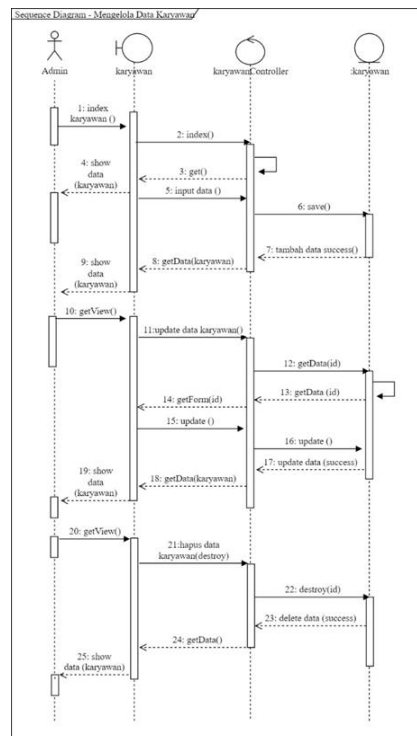 Sequence Diagram - Mengelola Data Karyawan
Admin
karyawan
karyawanController
:karyawan
1: index
karyawan ()
2: index()
3: get()
4: show
data
(karyawan)
5: input data ()
6: save()
7: tambah data success()
8: getData(karyawan)
9: show
data
(karyawan)
10: getView()
11:update data karyawan()
12: getData(id)
13: getData (id)
14: getForm(id)
15: update ()
16: update ()
17: update data (success)
18: getData(karyawan)
19: show
data
(karyawan)
20: getView()
21:hapus data
karyawan(destroy)
22: destroy(id)
23: delete data (success)
24: getData()
25: show
data (karyawan)